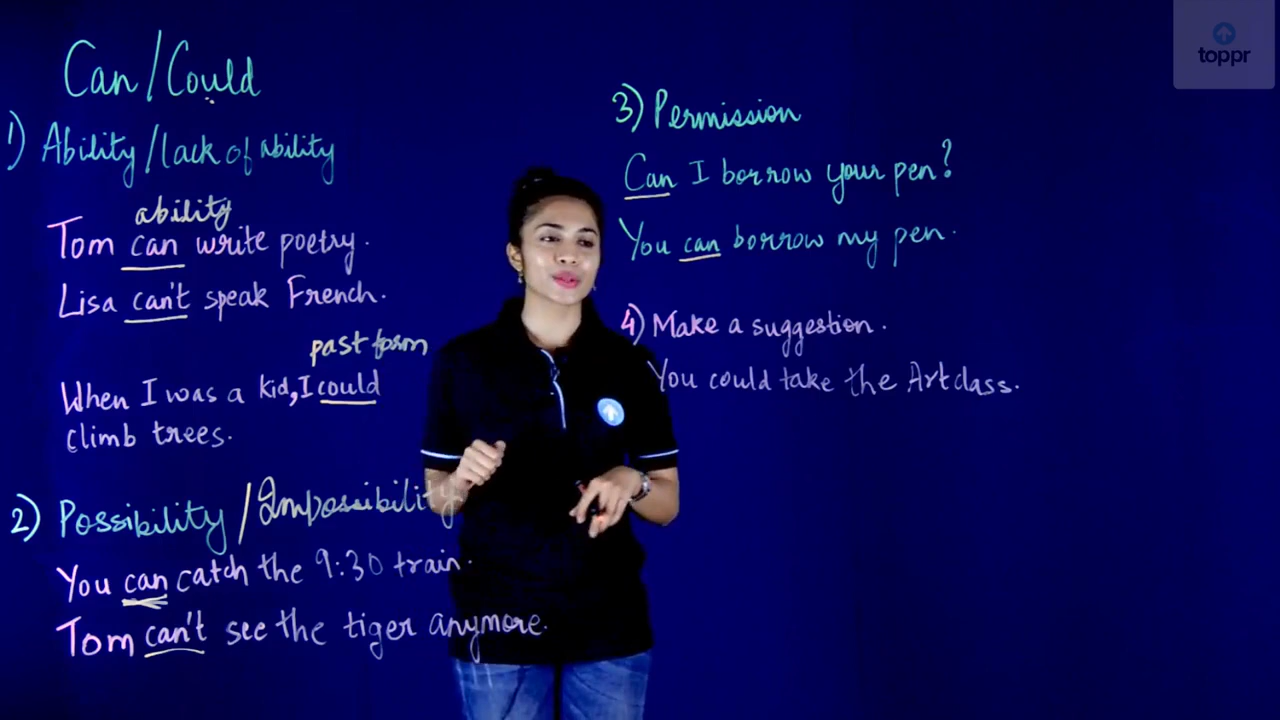 Can/Could
1) Ability/lack of ability
ability
Tom can write poetry.
Lisa can't speak French.
past form
When I was a kid, I could
climb trees.
2) Possibility/Impossibility
You can catch the 9:30 train.
Tom can't see the tiger anymore.
3) Permission
Can I borrow your pen?
You can borrow my pen.
4) Make a suggestion.
You could take the Art class.
toppr